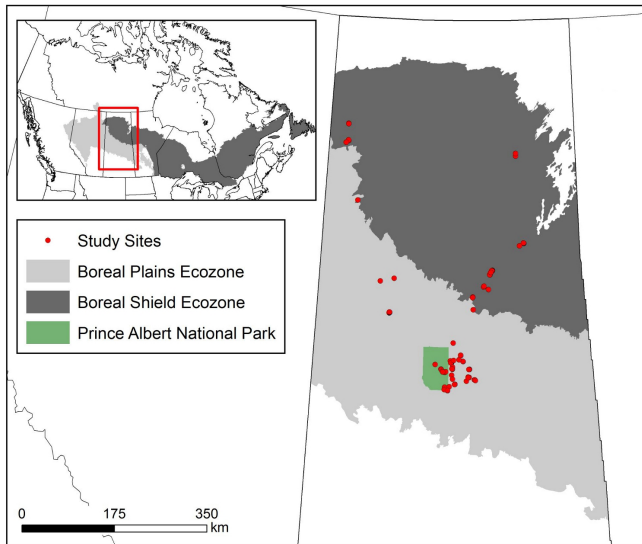 Study Sites
Boreal Plains Ecozone
Boreal Shield Ecozone
Prince Albert National Park
0 175 350
km